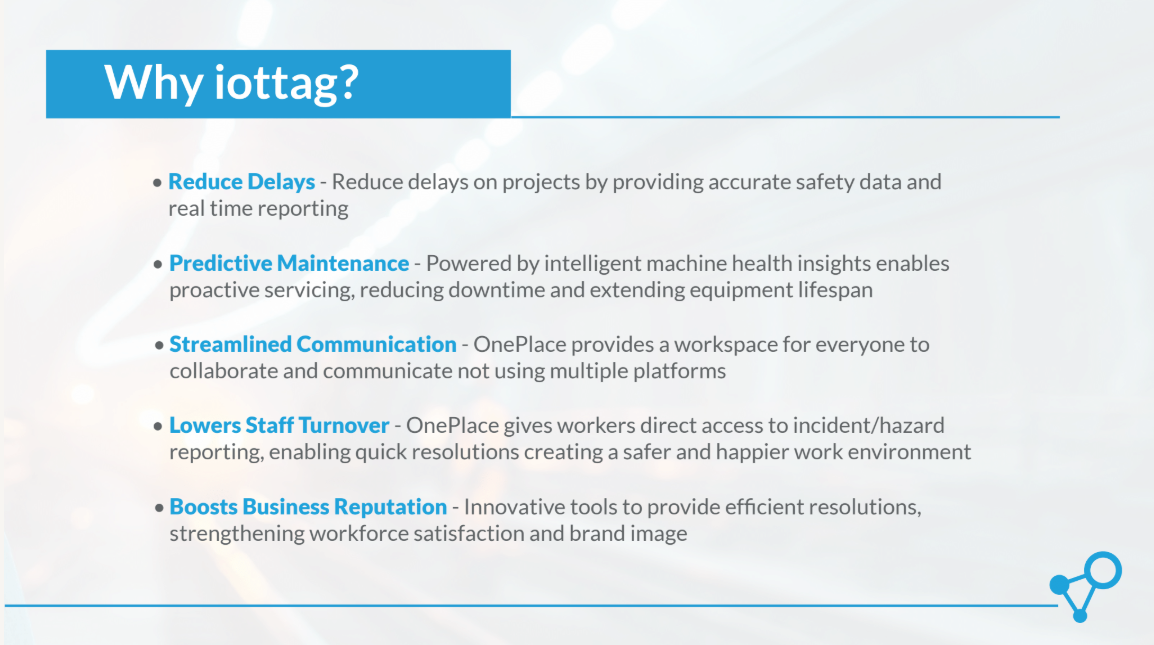 Why iottag?
• Reduce Delays - Reduce delays on projects by providing accurate safety data and
real time reporting
• Predictive Maintenance - Powered by intelligent machine health insights enables
proactive servicing, reducing downtime and extending equipment lifespan
• Streamlined Communication - OnePlace provides a workspace for everyone to
collaborate and communicate not using multiple platforms
• Lowers Staff Turnover - OnePlace gives workers direct access to incident/hazard
reporting, enabling quick resolutions creating a safer and happier work environment
• Boosts Business Reputation - Innovative tools to provide efficient resolutions,
strengthening workforce satisfaction and brand image